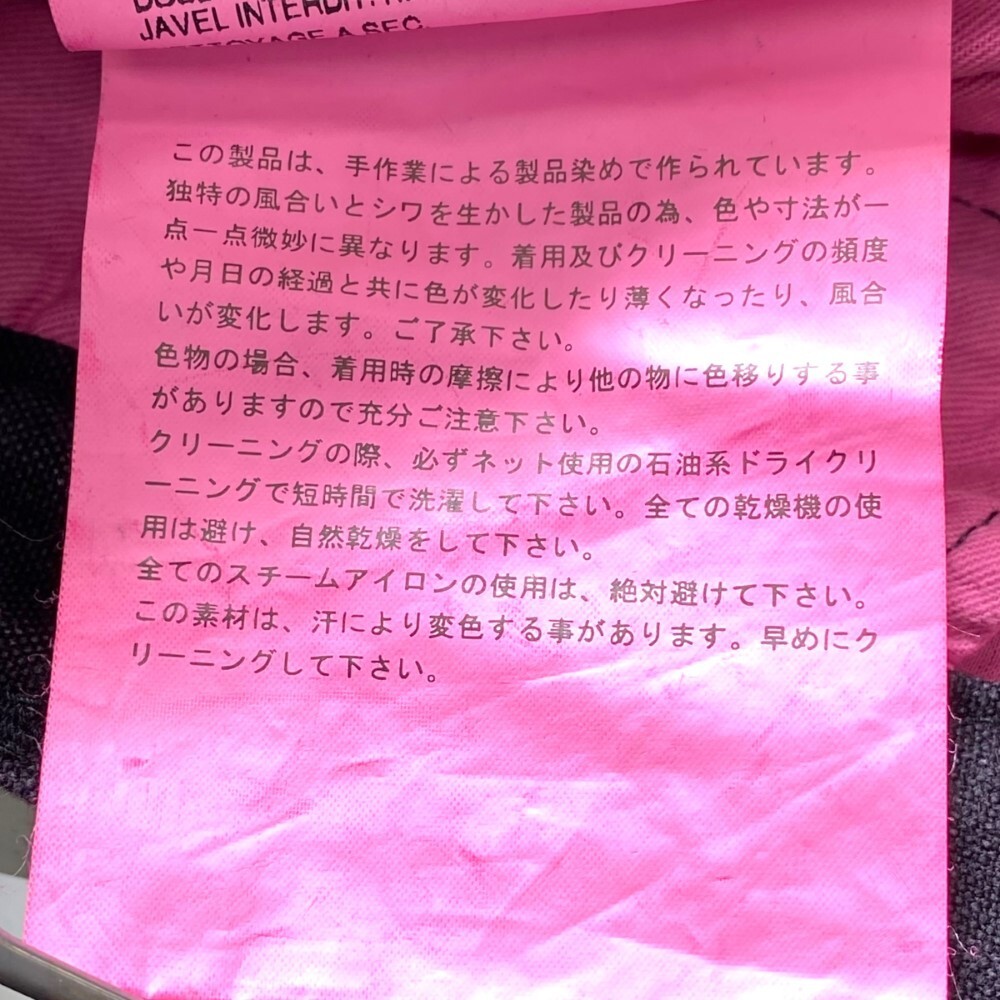 JAVEL INTERDIT.
A SEC
この製品は、手作業による製品染めで作られています。
独特の風合いとシワを生かした製品の為、色や寸法が一
点一点微妙に異なります。着用及びクリーニングの頻度
や月日の経過と共に色が変化したり薄くなったり、風合
いが変化します。ご了承下さい。
色物の場合、着用時の摩擦により他の物に色移りする事
がありますので充分ご注意下さい。
クリーニングの際、必ずネット使用の石油系ドライクリ
ーニングで短時間で洗濯して下さい。全ての乾燥機の使
用は避け、自然乾燥をして下さい。
全てのスチームアイロンの使用は、絶対避けて下さい。
この素材は、汗により変色する事があります。早めにク
リーニングして下さい。